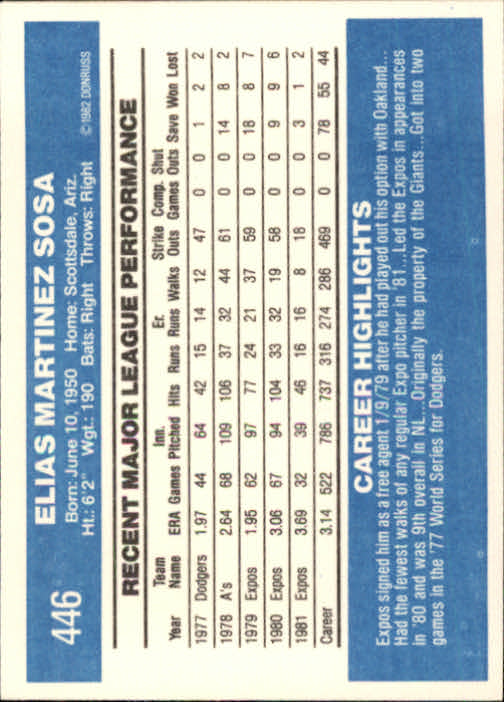 446
ELIAS MARTINEZ SOSA
Born: June 10, 1950 Home: Scottsdale, Ariz.
Ht.: 6'2" Wgt.: 190 Bats: Right Throws: Right
©1982 DONRUSS
RECENT MAJOR LEAGUE PERFORMANCE
Team Inn. Er. Strike Comp. Shut
Year Name ERA Games Pitched Hits Runs Runs Walks Outs Games Outs Save Won Lost
1977 Dodgers 1.97 44 64 42 15 14 12 47 0 0 1 2 2
1978 A's 2.64 68 109 106 37 32 44 61 0 0 14 8 2
1979 Expos 1.95 62 97 77 24 21 37 59 0 0 18 8 7
1980 Expos 3.06 67 94 104 33 32 19 58 0 0 9 9 6
1981 Expos 3.69 32 39 46 16 16 8 18 0 0 3 1 2
Career 3.14 522 786 737 316 274 286 469 78 55 44
CAREER HIGHLIGHTS
Expos signed him as a free agent 1/9/79 after he had played out his option with Oakland...
Had the fewest walks of any regular Expo pitcher in '81...Led the Expos in appearances
in '80 and was 9th overall in NL...Originally the property of the Giants...Got into two
games in the '77 World Series for Dodgers.